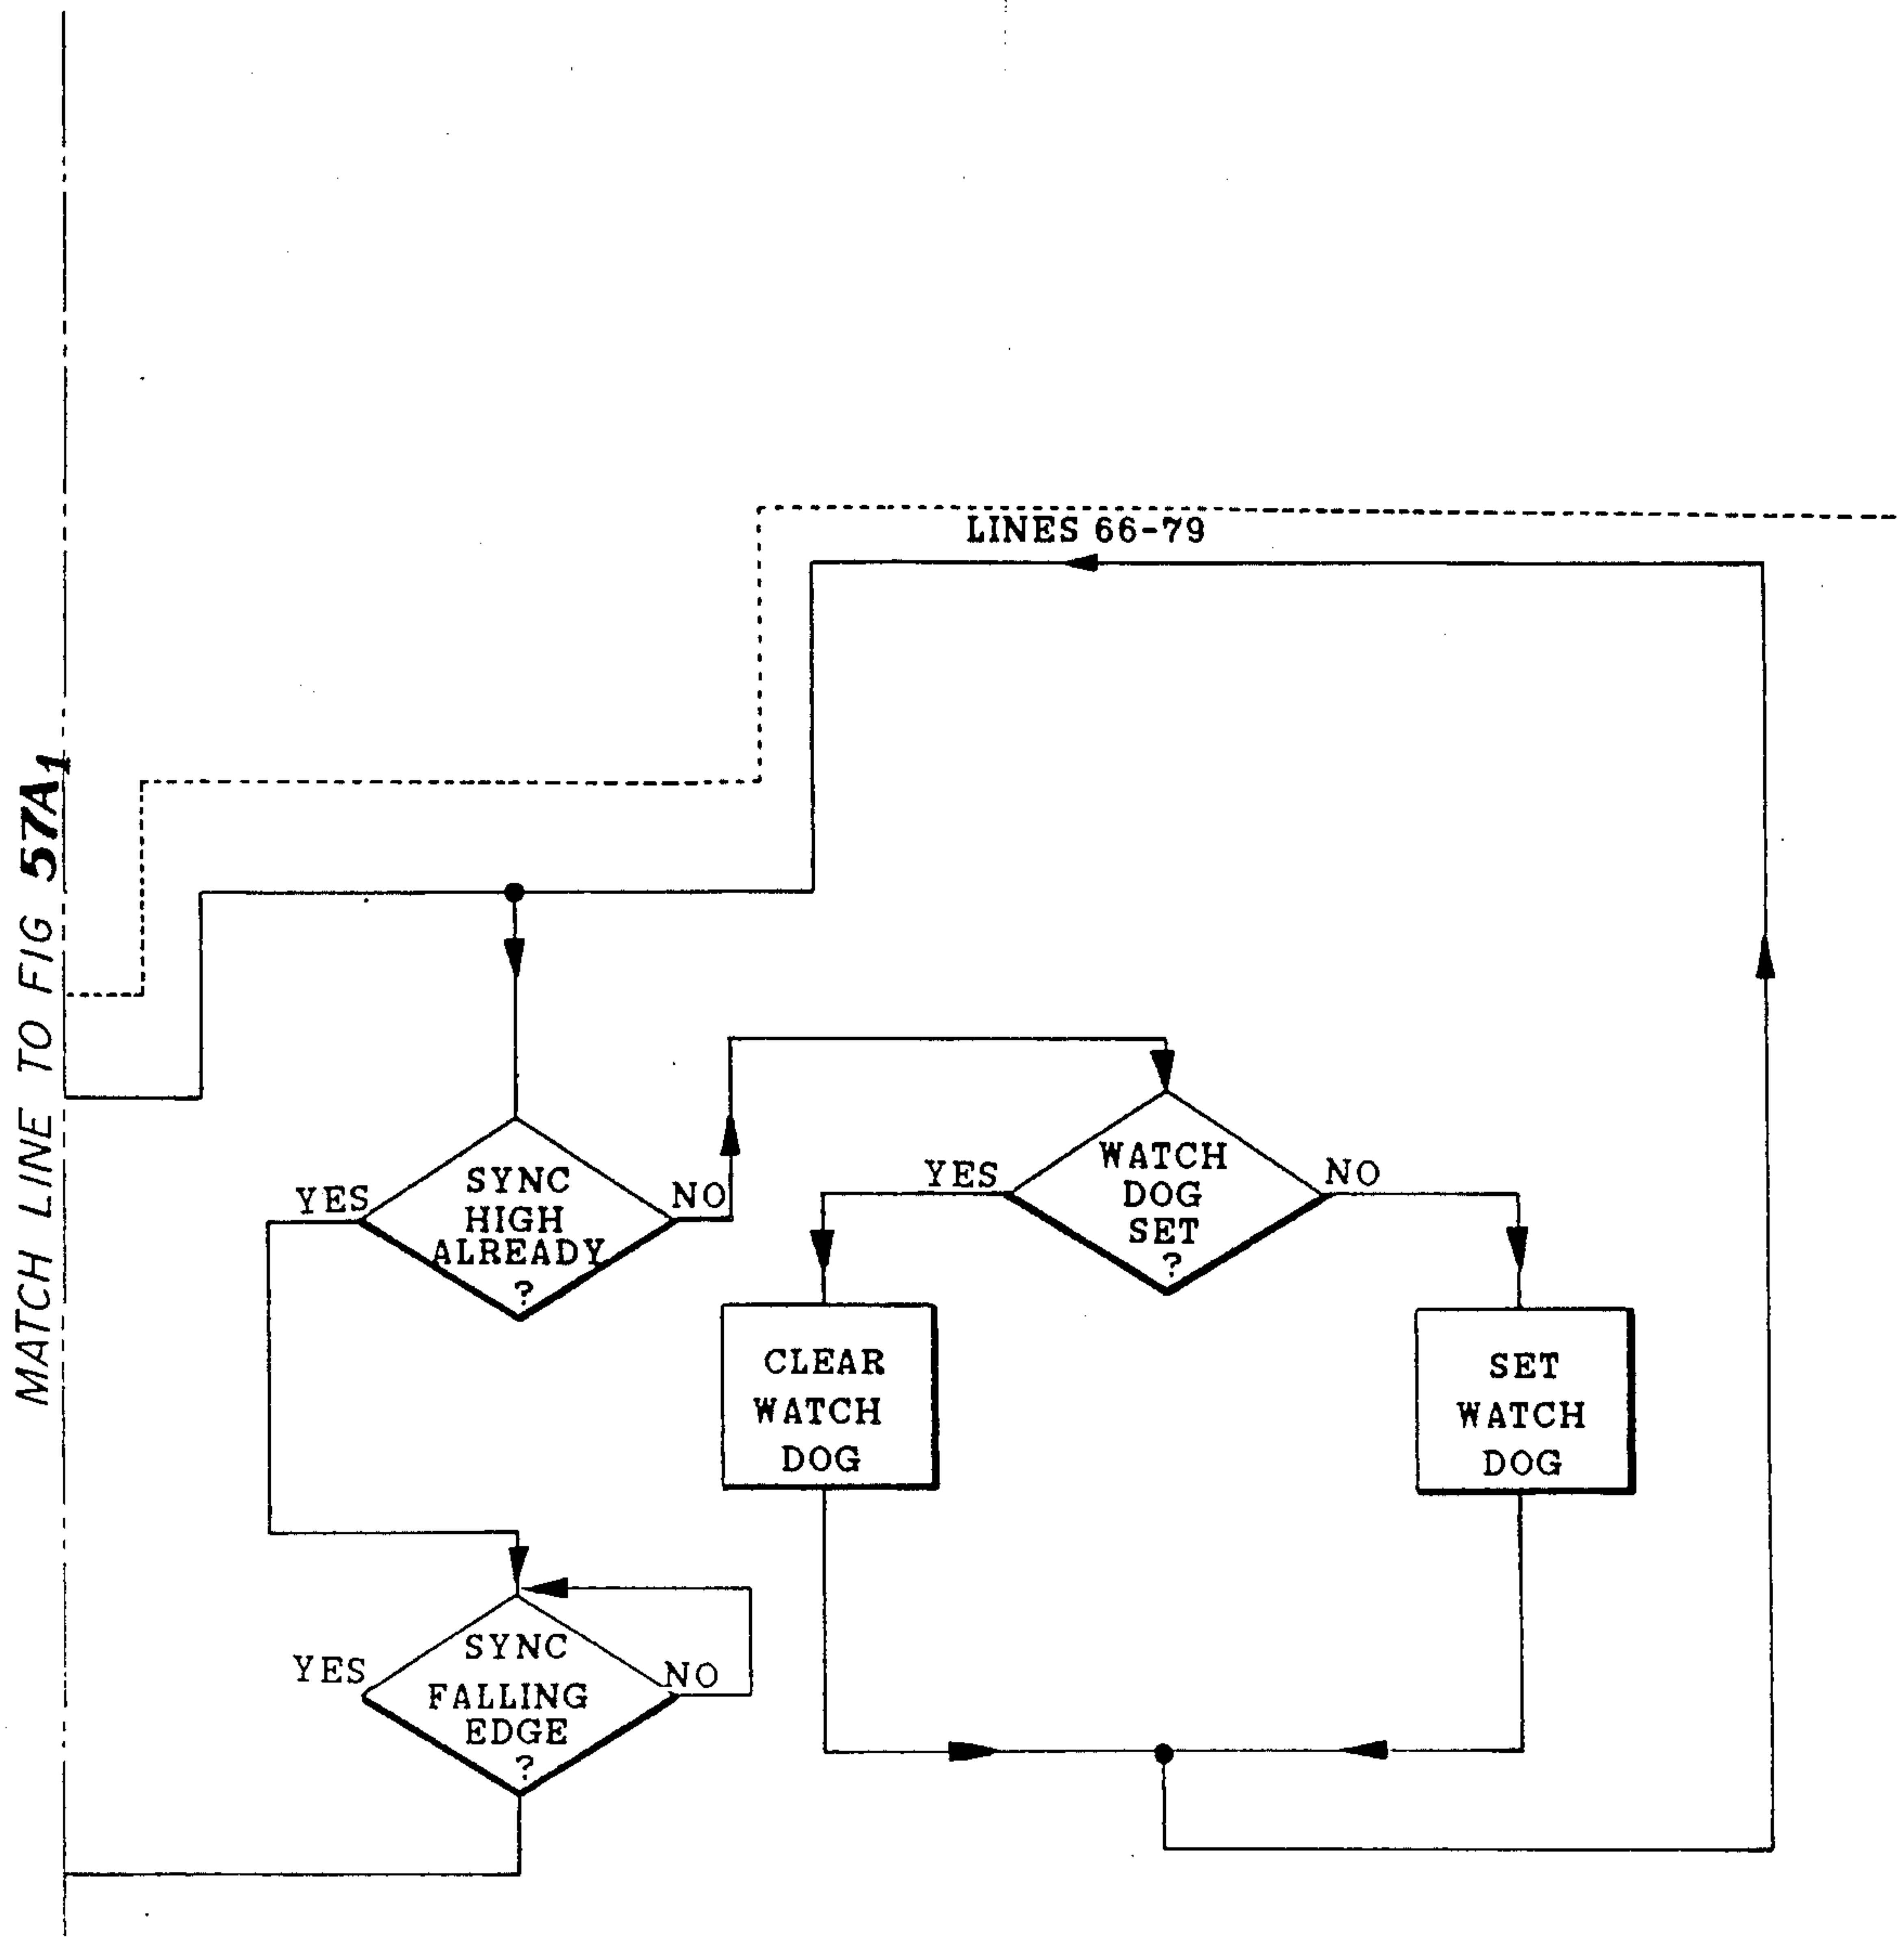 MATCH LINE TO FIG 57A1
LINES 66-79
YES
SYNC
HIGH
ALREADY
?
NO
YES
WATCH
DOG
SET
?
NO
CLEAR
WATCH
DOG
SET
WATCH
DOG
YES
SYNC
FALLING
EDGE
?
NO